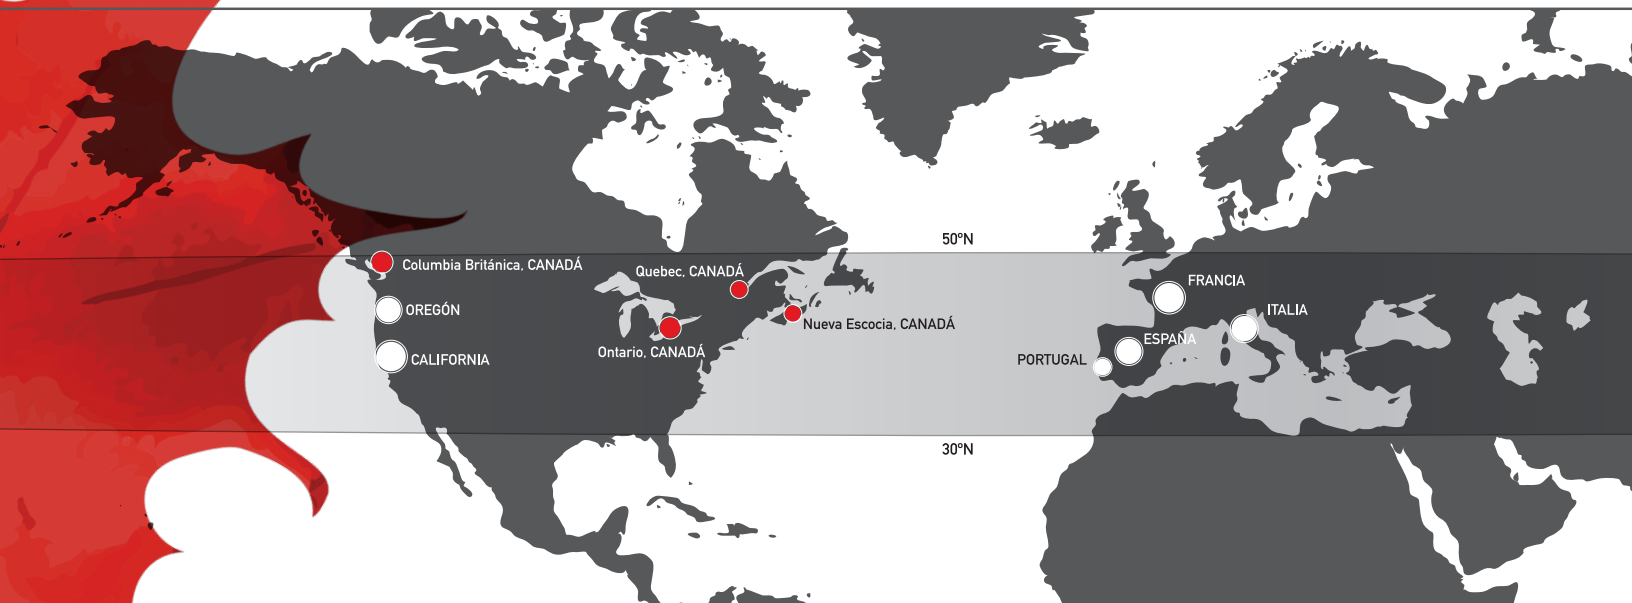 50ºN
Columbia Británica, CANADÁ
Quebec, CANADÁ
FRANCIA
OREGÓN
ITALIA
Nueva Escocia, CANADÁ
ESPAÑA
Ontario, CANADÁ
CALIFORNIA
PORTUGAL
30ºN